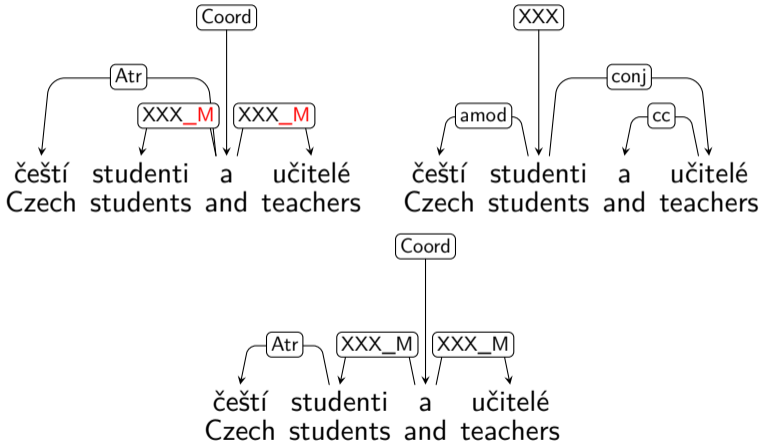 Coord
Atr
XXX_M XXX_M
čeští studenti a učitelé
Czech students and teachers
XXX
conj
amod cc
čeští studenti a učitelé
Czech students and teachers
Coord
Atr XXX_M XXX_M
čeští studenti a učitelé
Czech students and teachers